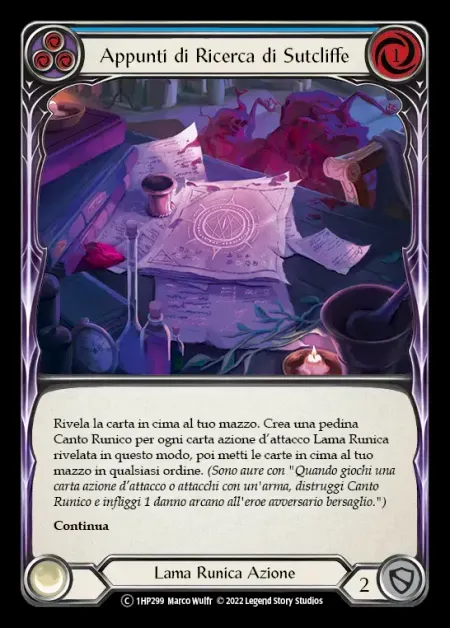 Appunti di Ricerca di Sutcliffe
1
Rivela la carta in cima al tuo mazzo. Crea una pedina
Canto Runico per ogni carta azione d'attacco Lama Runica
rivelata in questo modo, poi metti le carte in cima al tuo
mazzo in qualsiasi ordine. (Sono aure con "Quando giochi una
carta azione d'attacco o attacchi con un'arma, distruggi Canto
Runico e infliggi 1 danno arcano all'eroe avversario bersaglio.")
Continua
Lama Runica Azione
2
C 1HP299 Marco Wulfr © 2022 Legend Story Studios